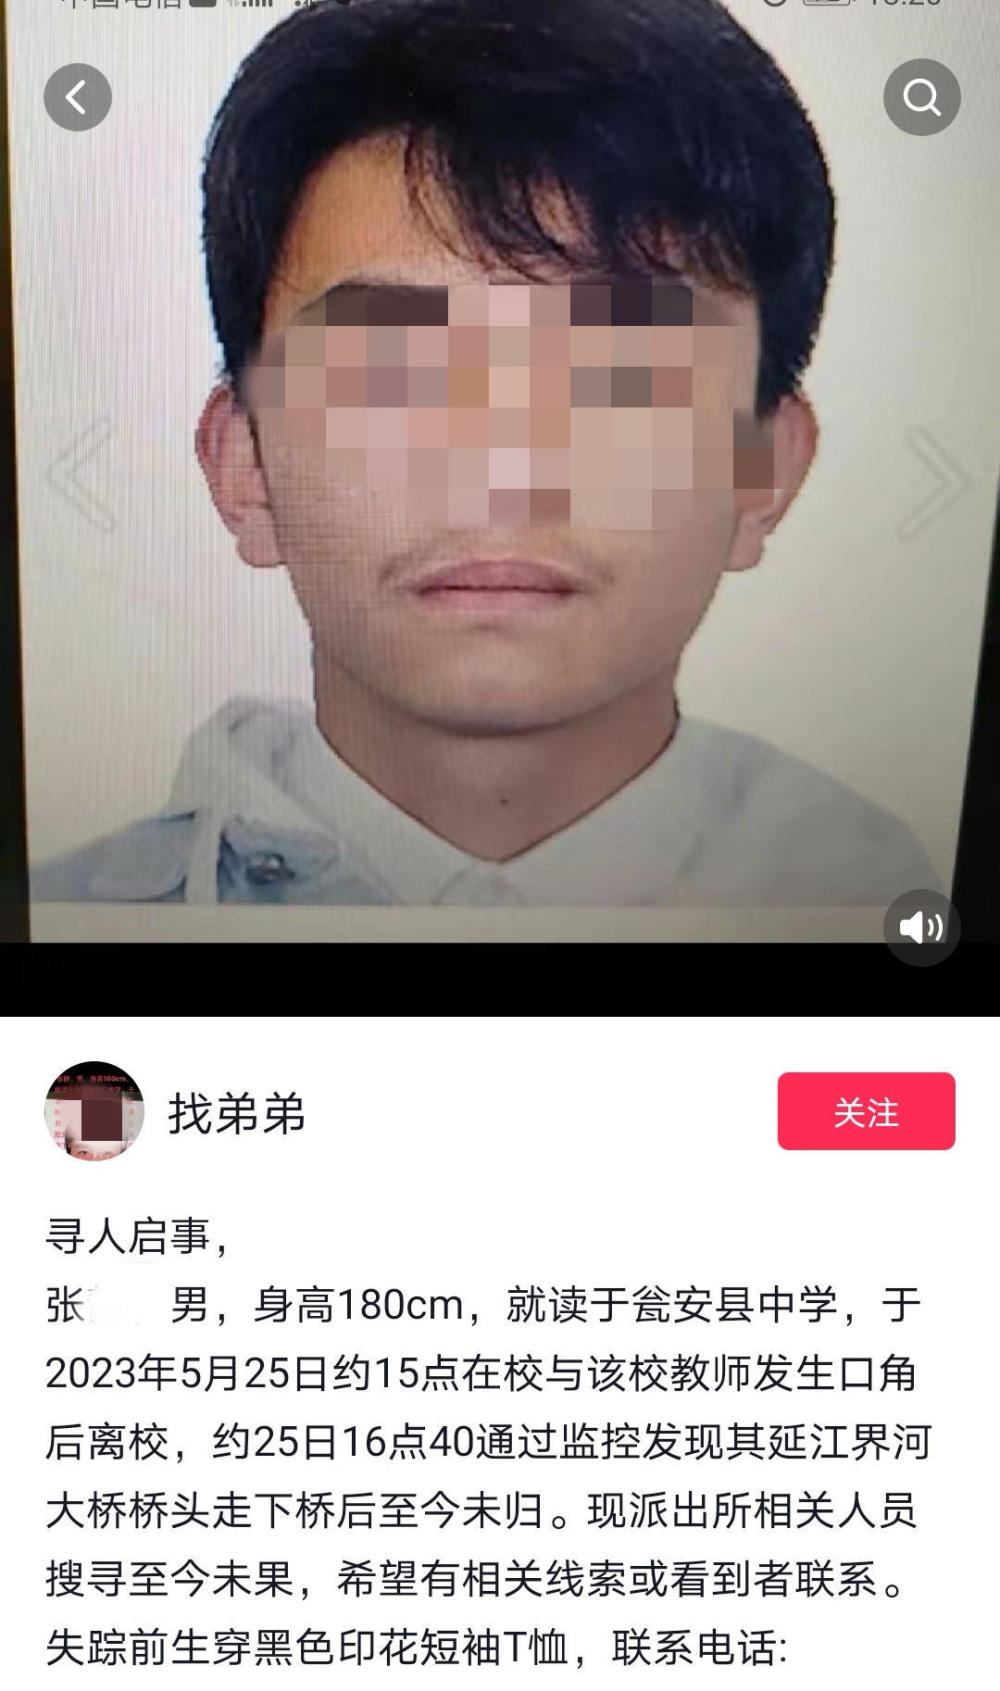 找弟弟
关注
寻人启事，
张 男，身高180cm，就读于瓮安县中学，于
2023年5月25日约15点在校与该校教师发生口角
后离校，约25日16点40通过监控发现其延江界河
大桥桥头走下桥后至今未归。现派出所相关人员
搜寻至今未果，希望有相关线索或看到者联系。
失踪前生穿黑色印花短袖T恤，联系电话: